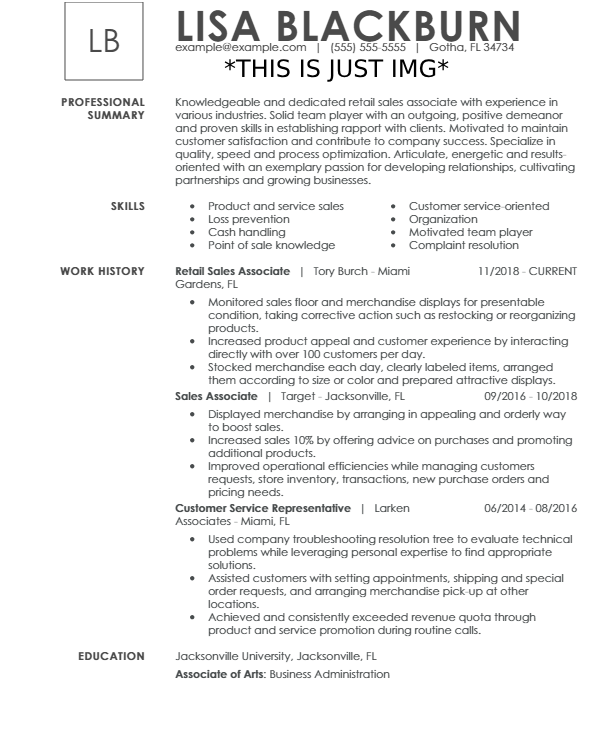 LB
LISA BLACKBURN
example@example.com | (555) 555-5555 | Gotha, FL 34734
*THIS IS JUST IMG*
PROFESSIONAL
SUMMARY
Knowledgeable and dedicated retail sales associate with experience in
various industries. Solid team player with an outgoing, positive demeanor
and proven skills in establishing rapport with clients. Motivated to maintain
customer satisfaction and contribute to company success. Specialize in
quality, speed and process optimization. Articulate, energetic and results-
oriented with an exemplary passion for developing relationships, cultivating
partnerships and growing businesses.
SKILLS
• Product and service sales
• Loss prevention
• Cash handling
• Point of sale knowledge
• Customer service-oriented
• Organization
• Motivated team player
• Complaint resolution
WORK HISTORY
Retail Sales Associate | Tory Burch - Miami 11/2018 - CURRENT
Gardens, FL
• Monitored sales floor and merchandise displays for presentable
condition, taking corrective action such as restocking or reorganizing
products.
• Increased product appeal and customer experience by interacting
directly with over 100 customers per day.
• Stocked merchandise each day, clearly labeled items, arranged
them according to size or color and prepared attractive displays.
Sales Associate | Target - Jacksonville, FL 09/2016 - 10/2018
• Displayed merchandise by arranging in appealing and orderly way
to boost sales.
• Increased sales 10% by offering advice on purchases and promoting
additional products.
• Improved operational efficiencies while managing customers
requests, store inventory, transactions, new purchase orders and
pricing needs.
Customer Service Representative | Larken 06/2014 - 08/2016
Associates - Miami, FL
• Used company troubleshooting resolution tree to evaluate technical
problems while leveraging personal expertise to find appropriate
solutions.
• Assisted customers with setting appointments, shipping and special
order requests, and arranging merchandise pick-up at other
locations.
• Achieved and consistently exceeded revenue quota through
product and service promotion during routine calls.
EDUCATION
Jacksonville University, Jacksonville, FL
Associate of Arts: Business Administration